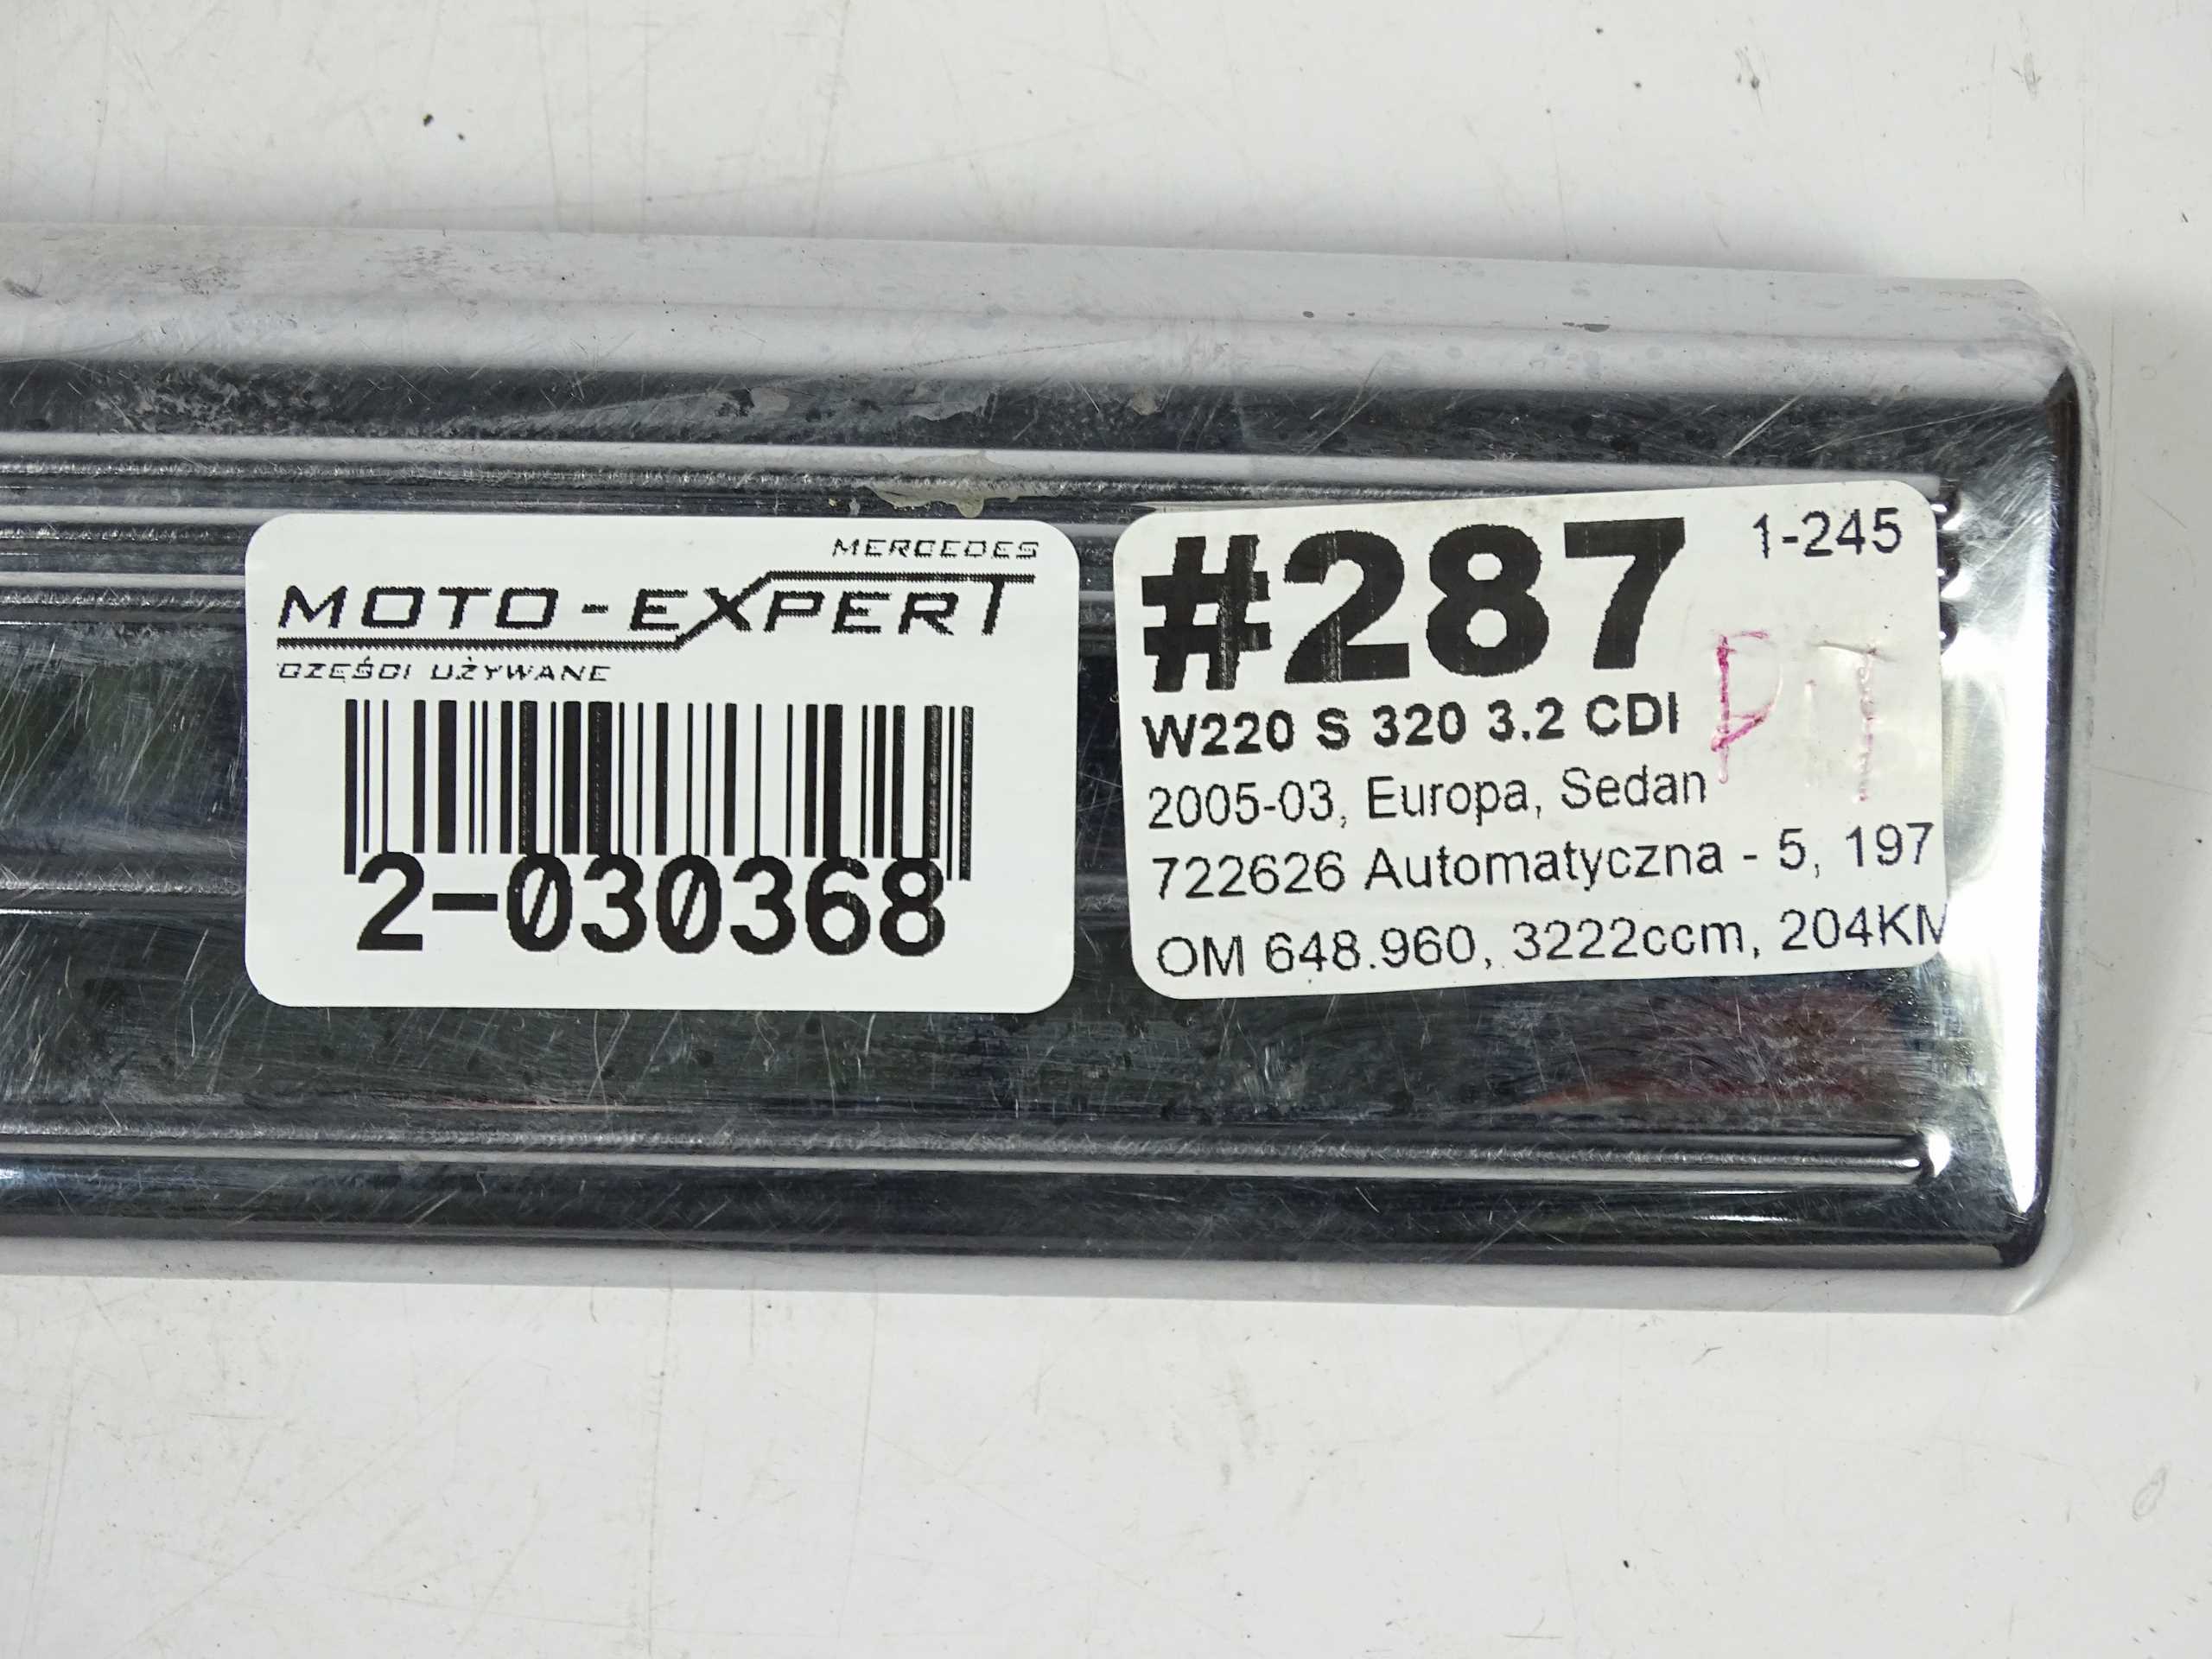 MERCEDES
MOTO-EXPERT
CZĘŚCI UŻYWANE
2-030368
#287
1-245
PT
W220 S 320 3.2 CDI
2005-03, Europa, Sedan
722626 Automatyczna - 5, 197
OM 648.960, 3222ccm, 204KM